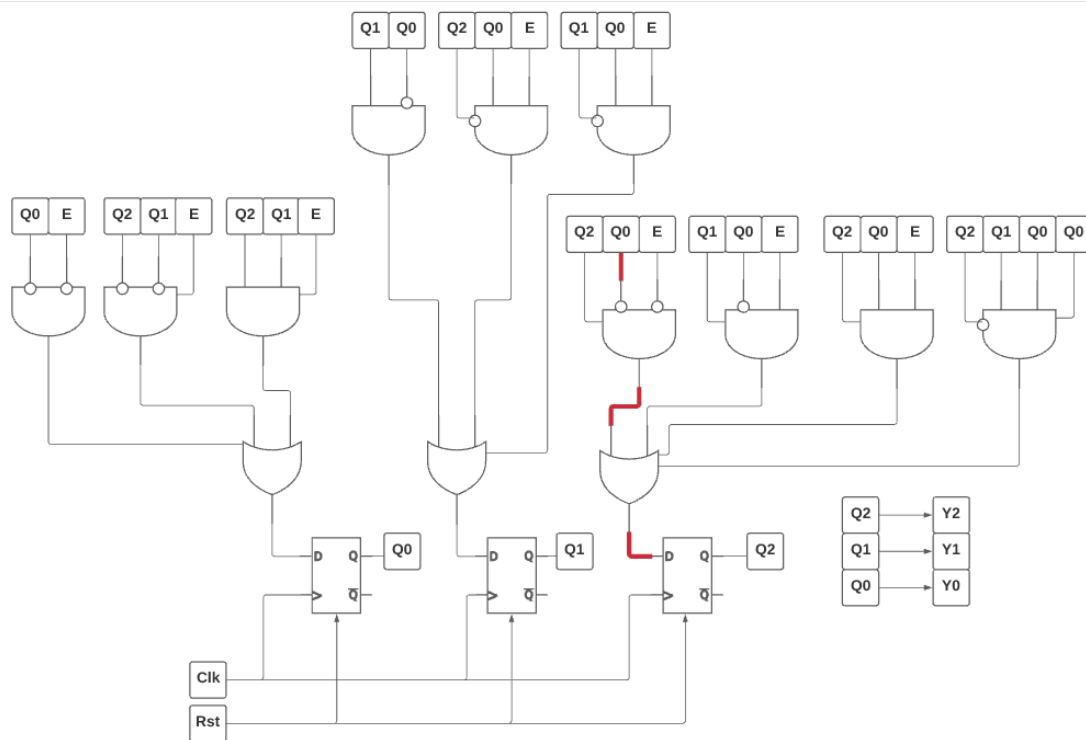 Q1 Q0 Q2 Q0 E Q1 Q0 E
Q0 E Q2 Q1 E Q2 Q1 E
Q2 Q0 E Q1 Q0 E Q2 Q0 E Q2 Q1 Q0 Q0
Q2 Y2
D Q Q0 D Q Q1 D Q Q2
Q1 Y1
Q0 Y0
Q Q Q
Clk
Rst